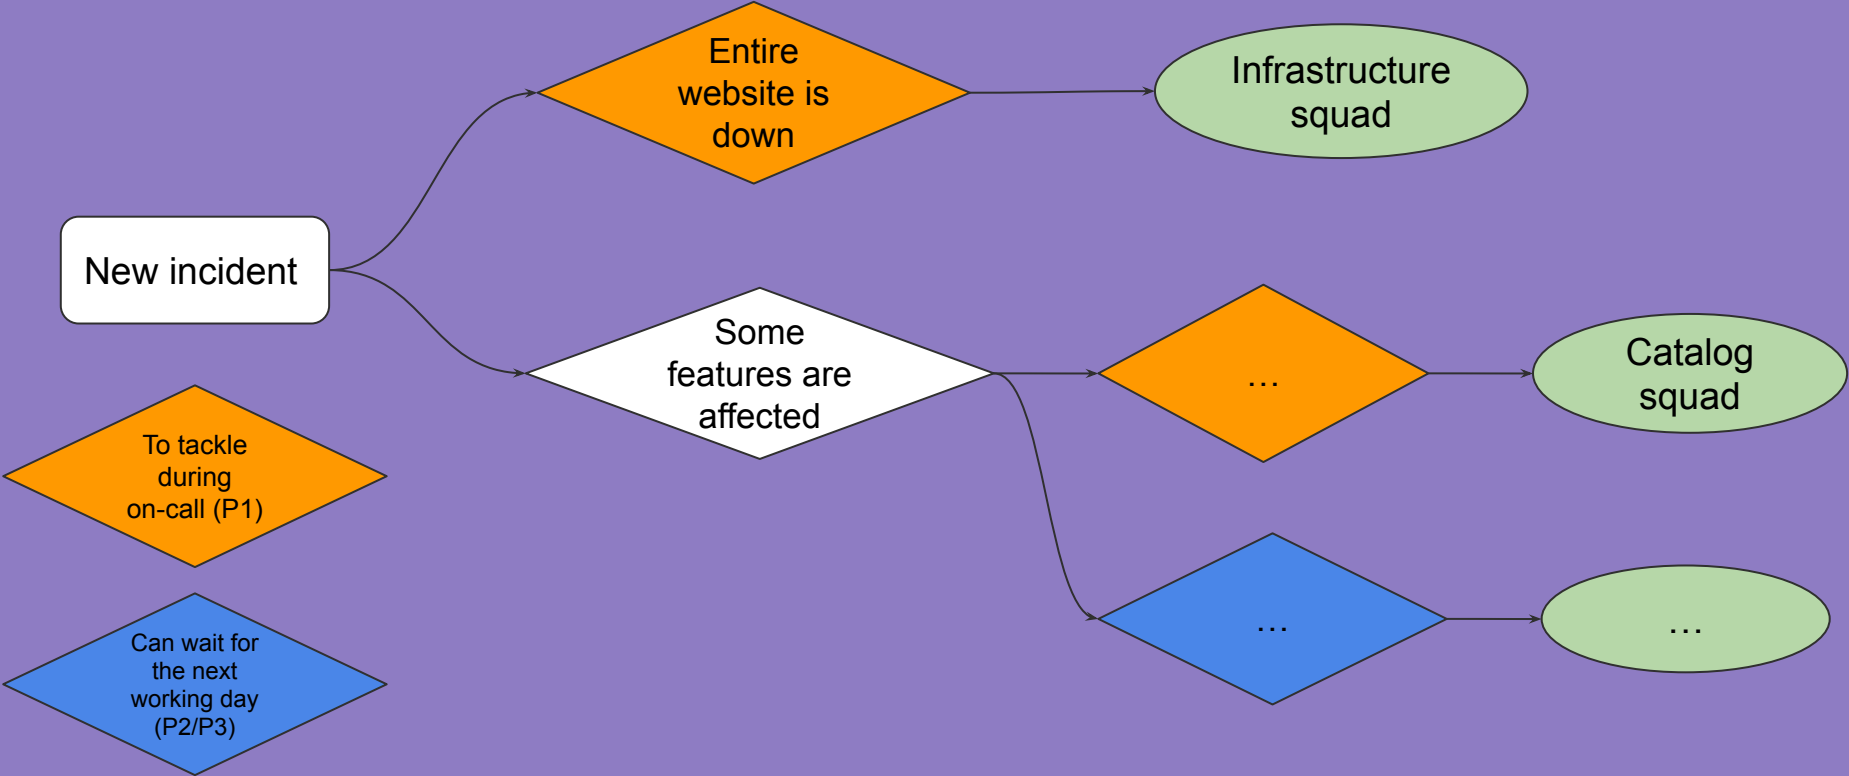 Entire
website is
down
Infrastructure
squad
New incident
Some
features are
affected
...
Catalog
squad
To tackle
during
on-call (P1)
...
...
Can wait for
the next
working day
(P2/P3)